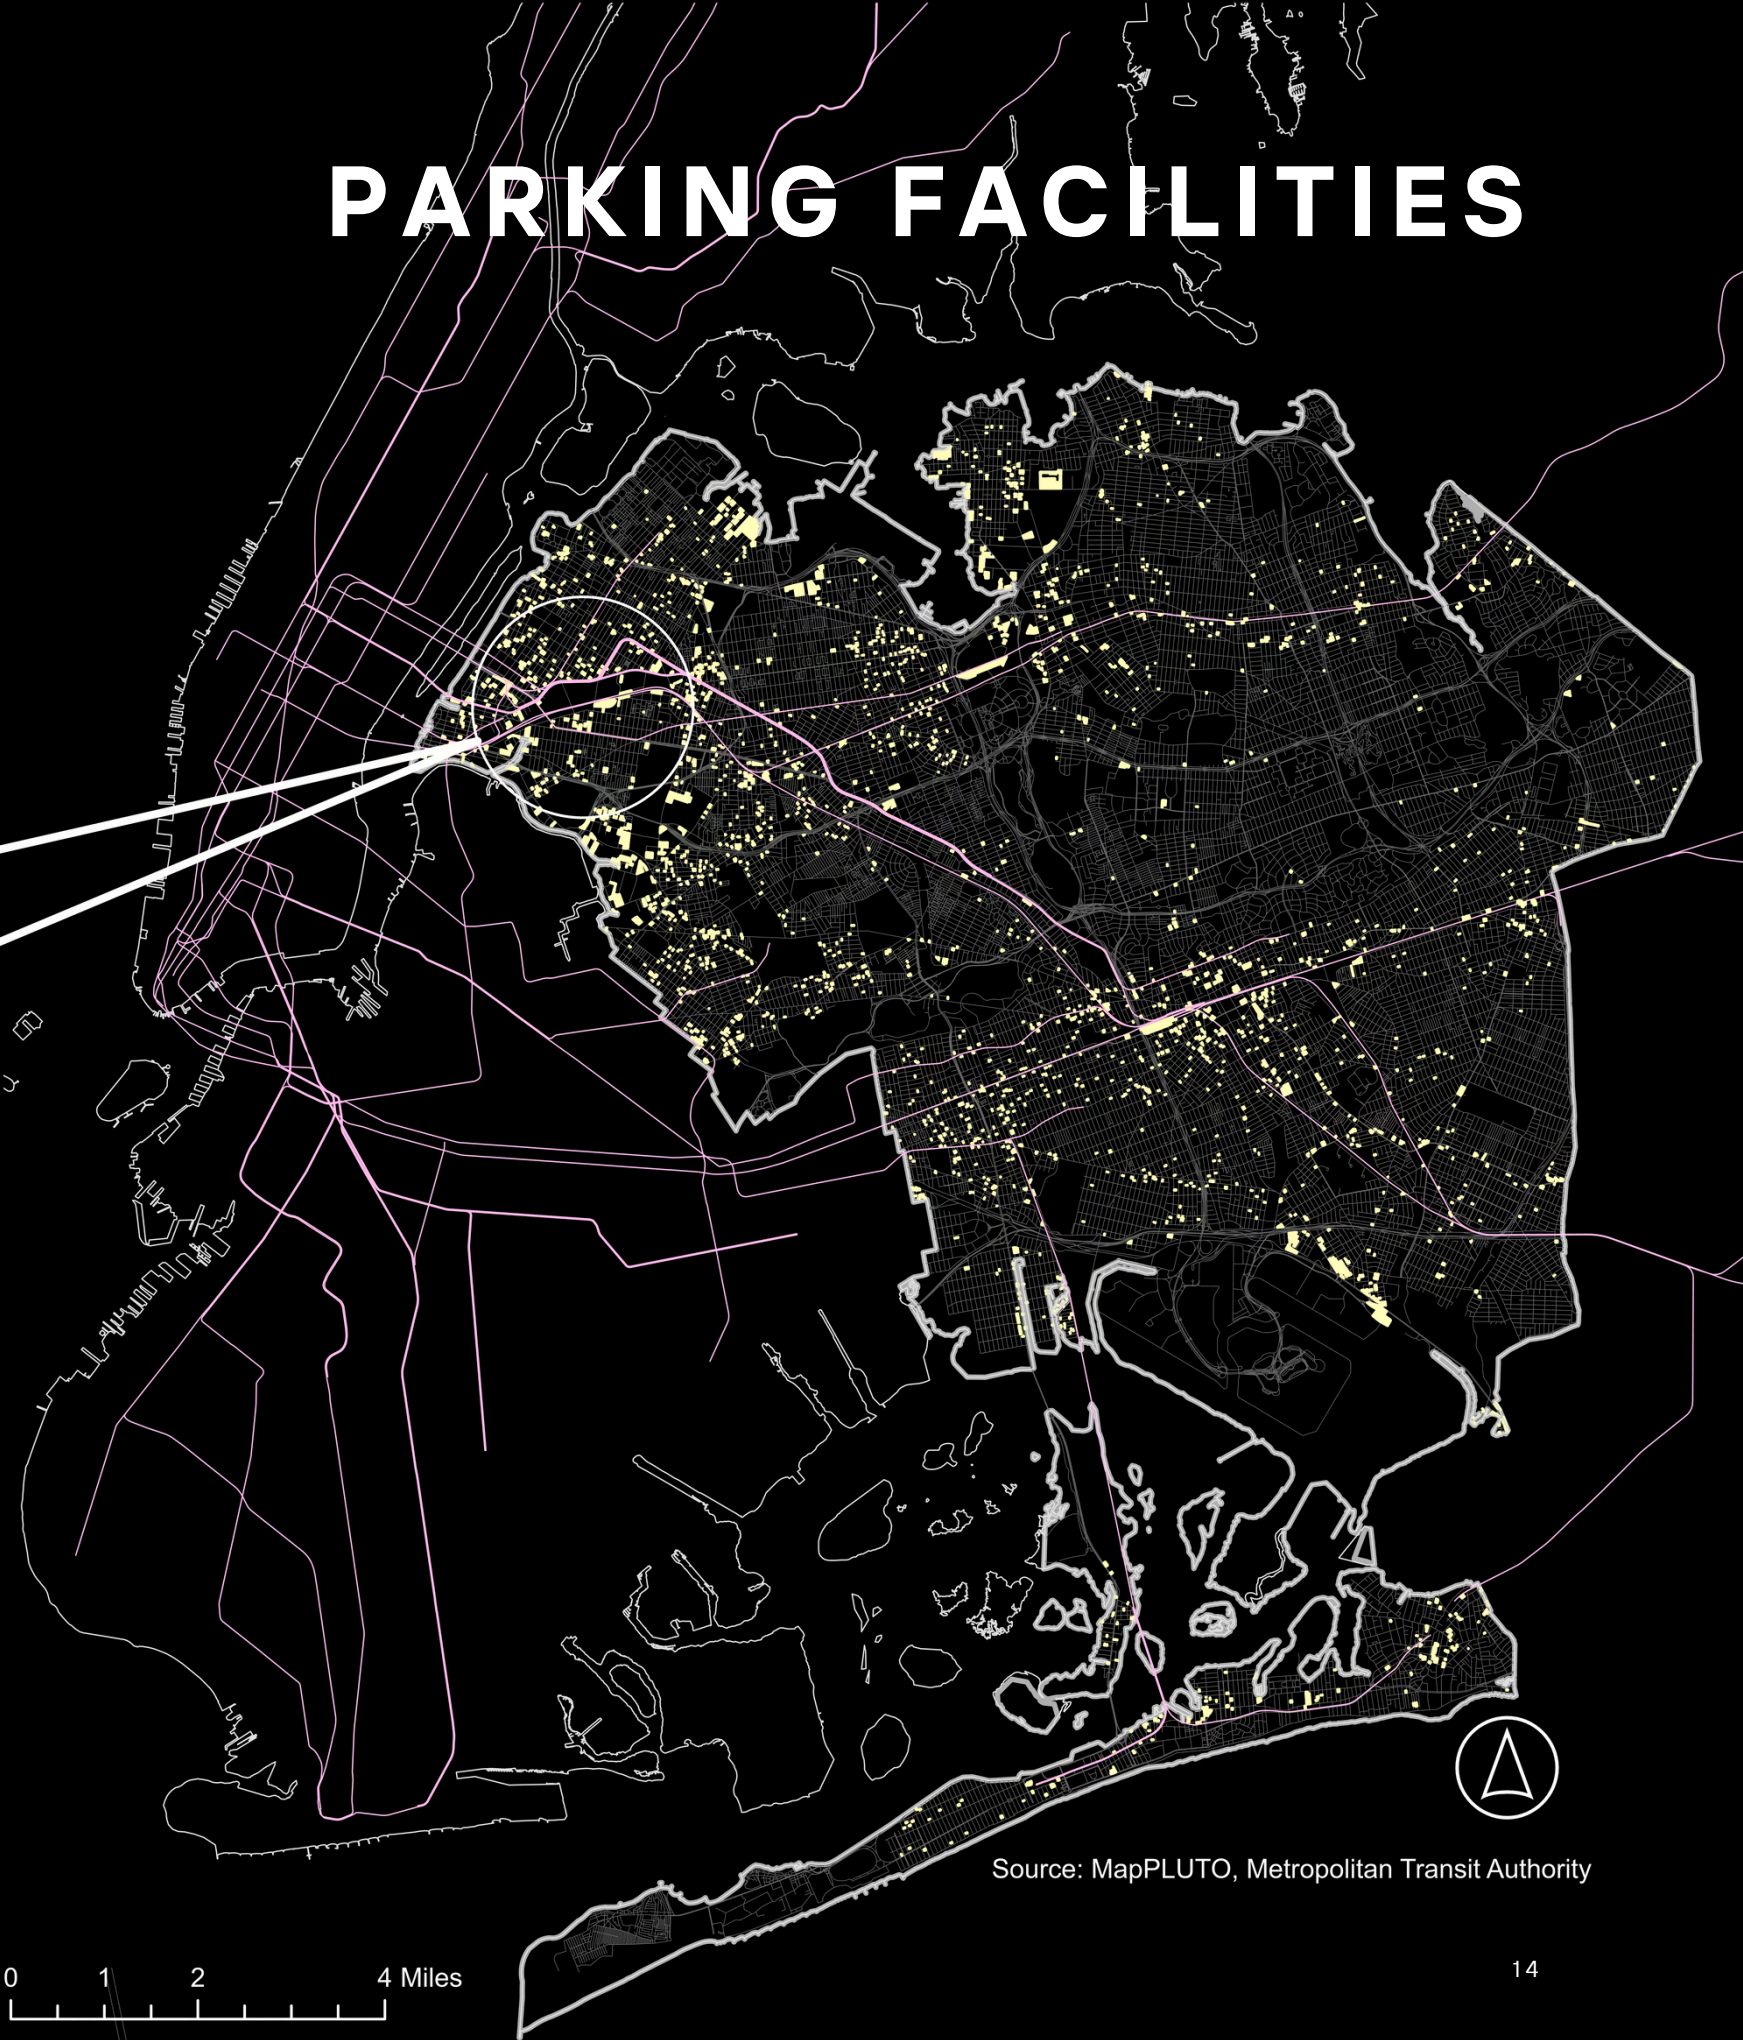 PARKING FACILITIES
Source: MapPLUTO, Metropolitan Transit Authority
0 1 2 4 Miles
14